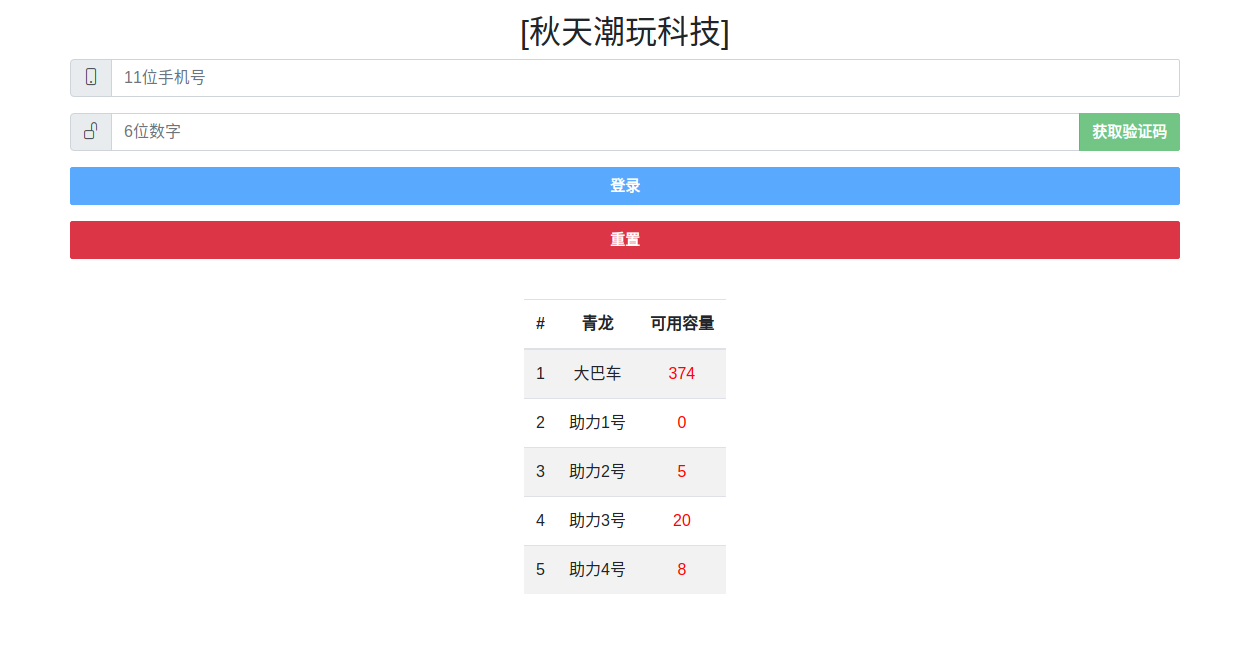 [秋天潮玩科技]
11位手机号
6位数字 获取验证码
登录
重置
# 青龙 可用容量
1 大巴车 374
2 助力1号 0
3 助力2号 5
4 助力3号 20
5 助力4号 8